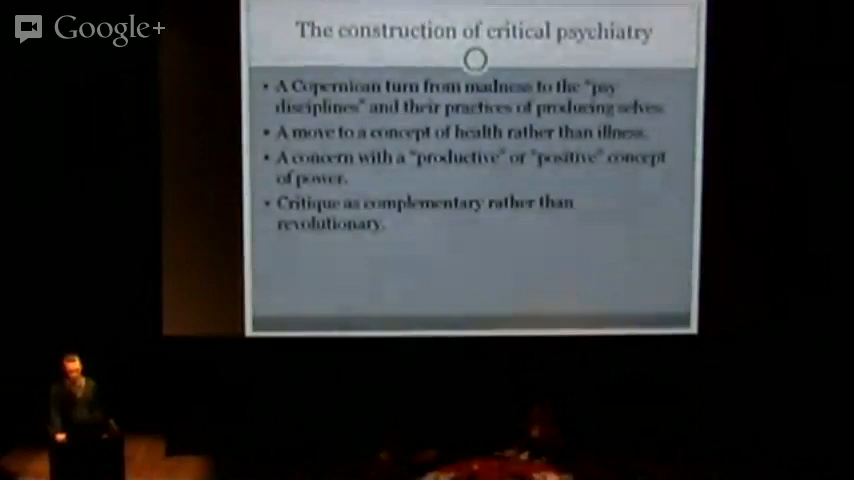 Google+
The construction of critical psychiatry
• A Copernican turn from madness to the "psy
disciplines" and their practices of producing selves.
• A move to a concept of health rather than illness.
• A concern with a "productive" or "positive" concept
of power.
• Critique as complementary rather than
revolutionary.